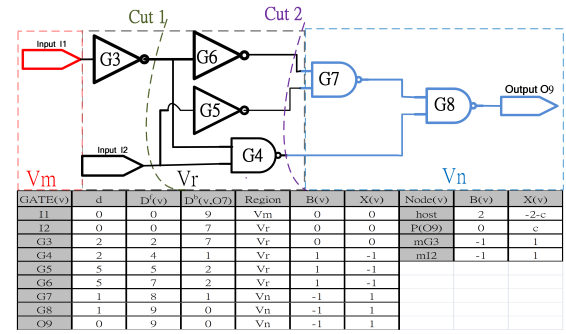 Cut 1
Cut 2
Input I1
G3
G6
G7
Output O9
G5
G8
Input I2
G4
Vm
Vr
Vn
GATE(v) d D^f(v) D^b(v,O7) Region B(v) X(v) Node(v) B(v) X(v)
I1 0 0 9 Vm 0 0 host 2 -2-c
I2 0 0 7 Vr 0 0 P(O9) 0 c
G3 2 2 7 Vr 0 0 mG3 -1 1
G4 2 4 1 Vr 1 -1 mI2 -1 1
G5 5 5 2 Vr 1 -1
G6 5 7 2 Vr 1 -1
G7 1 8 1 Vn -1 1
G8 1 9 0 Vn -1 1
O9 0 9 0 Vn 0 0